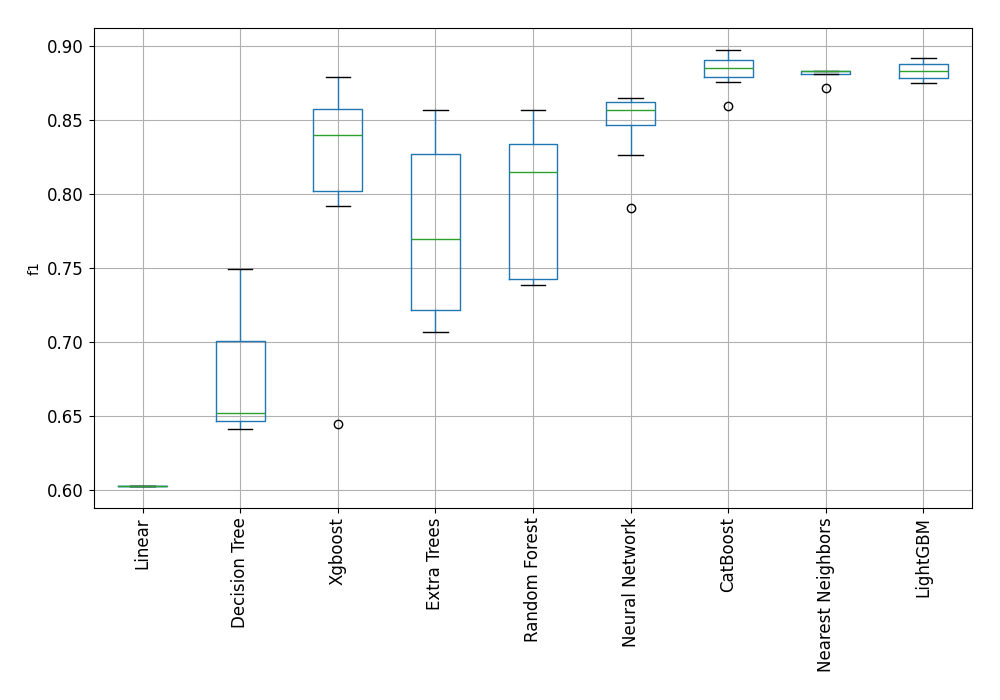 0.90
0.85
0.80
0.75
0.70
0.65
0.60
f1
Linear
Decision Tree
Xgboost
Extra Trees
Random Forest
Neural Network
CatBoost
Nearest Neighbors
LightGBM